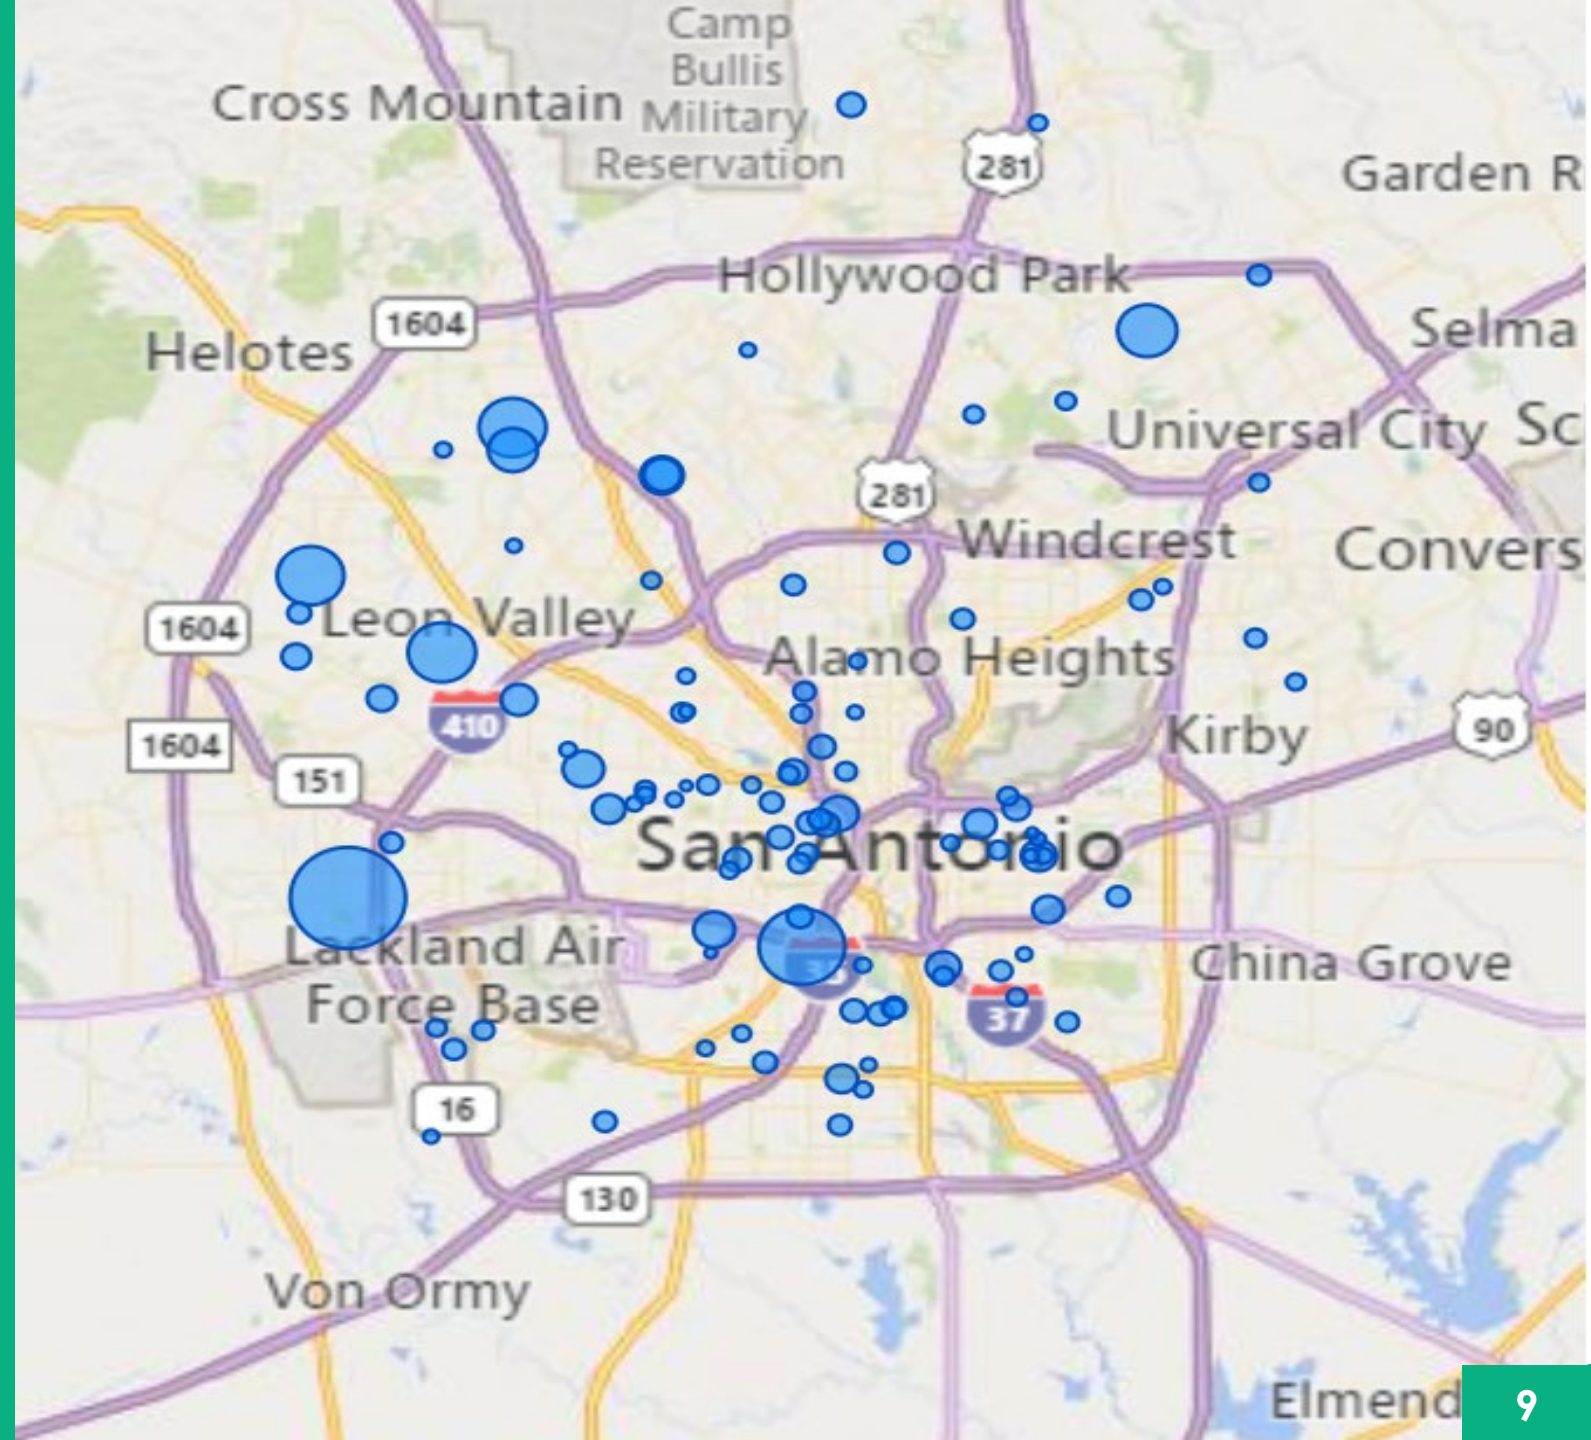 Camp
Bullis
Military
Reservation
Cross Mountain
281
Garden R
Hollywood Park
1604
Selma
Helotes
Universal City
Sc
281
Windcrest
Convers
1604
Leon Valley
Alamo Heights
410
Kirby
90
1604
151
San Antonio
Lackland Air
Force Base
35
China Grove
37
16
130
Von Ormy
Elmend
9